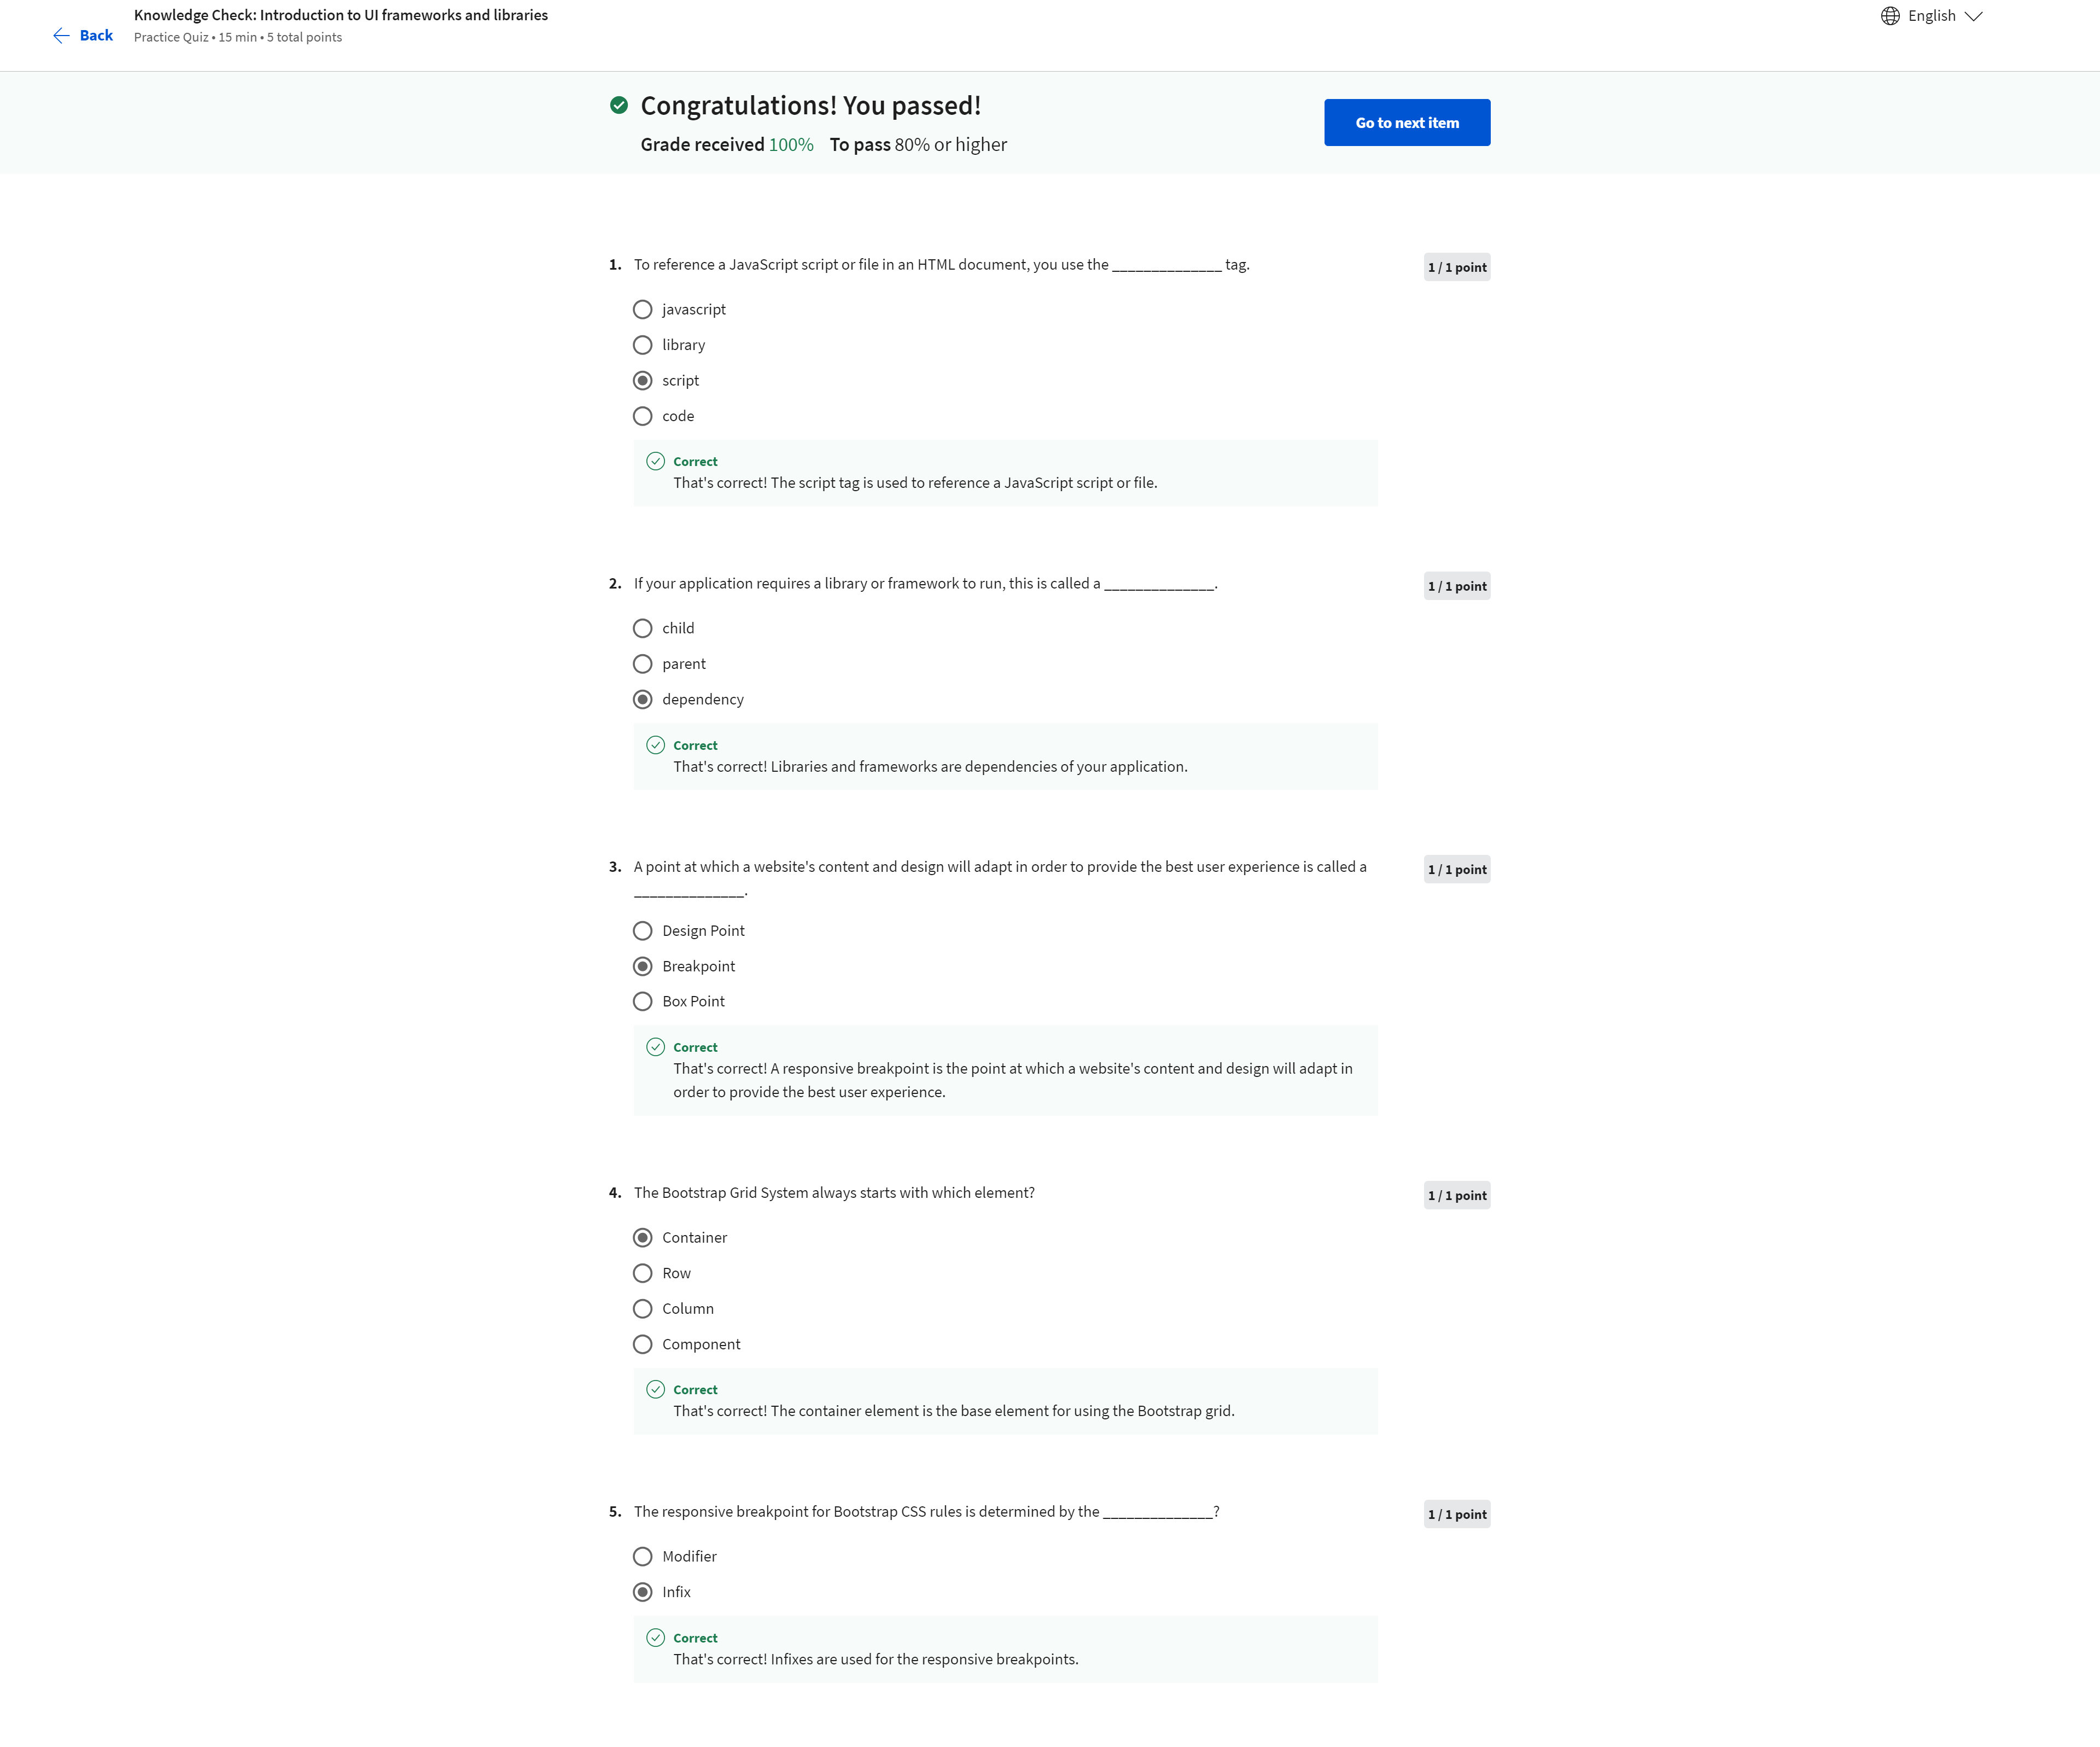 Back
Knowledge Check: Introduction to UI frameworks and libraries
Practice Quiz • 15 min • 5 total points
English
Congratulations! You passed!
Grade received 100% To pass 80% or higher
Go to next item
1. To reference a JavaScript script or file in an HTML document, you use the ______________ tag.
1 / 1 point
javascript
library
script
code
Correct
That's correct! The script tag is used to reference a JavaScript script or file.
2. If your application requires a library or framework to run, this is called a ______________.
1 / 1 point
child
parent
dependency
Correct
That's correct! Libraries and frameworks are dependencies of your application.
3. A point at which a website's content and design will adapt in order to provide the best user experience is called a
______________.
1 / 1 point
Design Point
Breakpoint
Box Point
Correct
That's correct! A responsive breakpoint is the point at which a website's content and design will adapt in
order to provide the best user experience.
4. The Bootstrap Grid System always starts with which element?
1 / 1 point
Container
Row
Column
Component
Correct
That's correct! The container element is the base element for using the Bootstrap grid.
5. The responsive breakpoint for Bootstrap CSS rules is determined by the ______________?
1 / 1 point
Modifier
Infix
Correct
That's correct! Infixes are used for the responsive breakpoints.